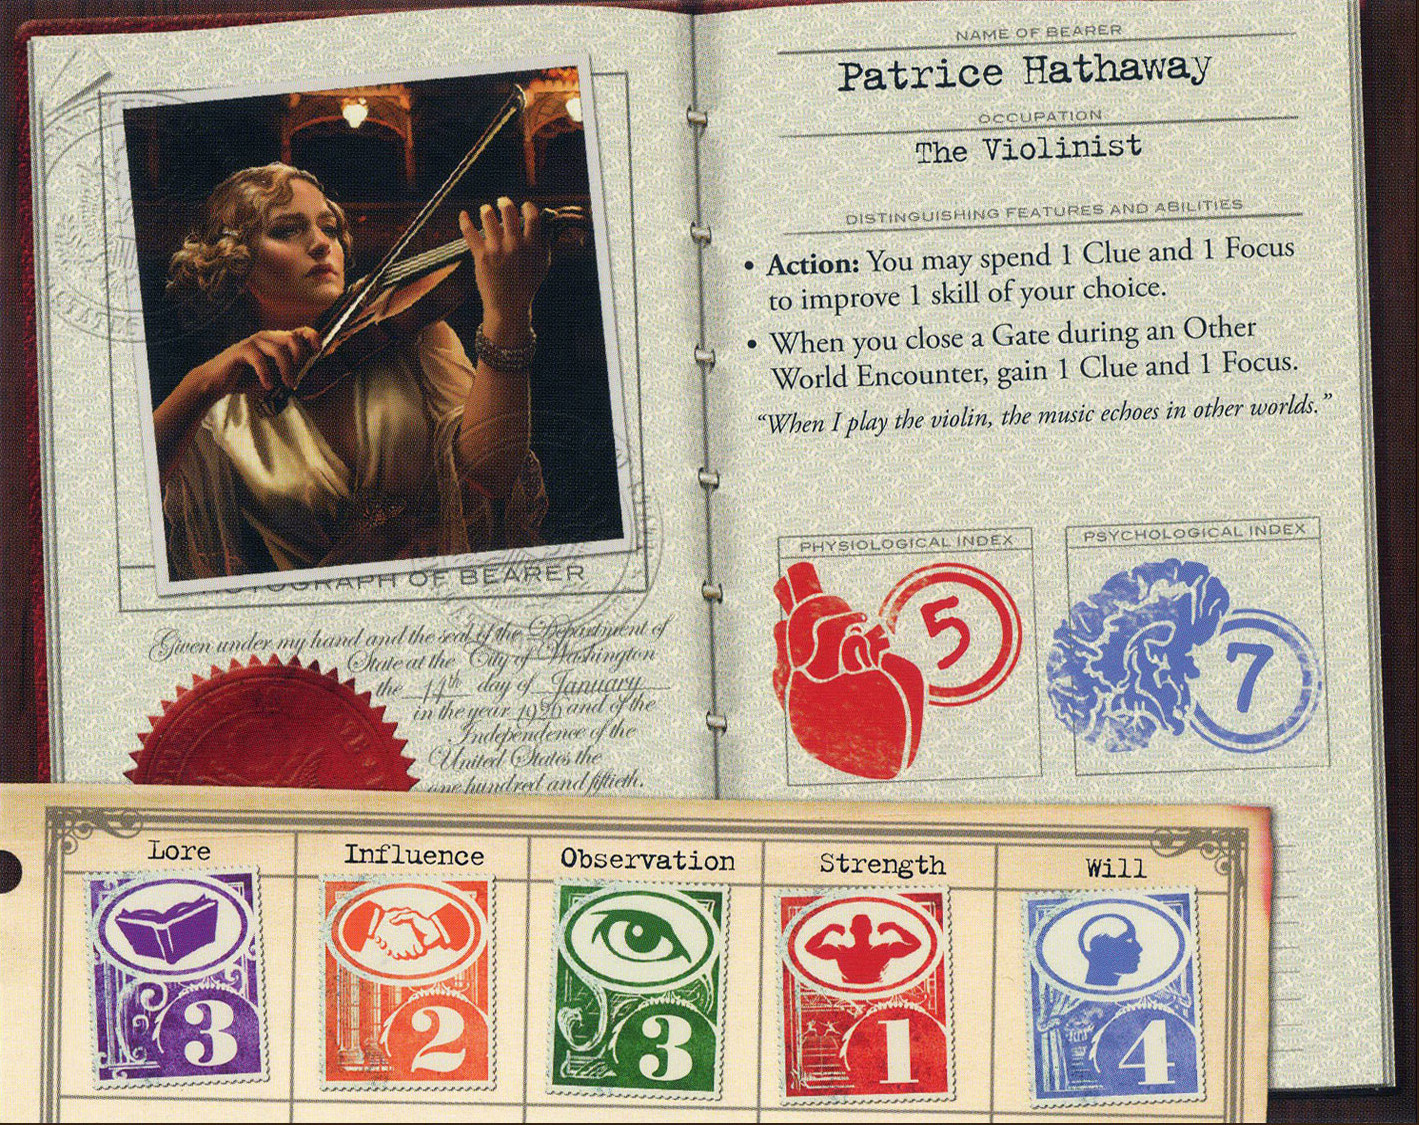 PHOTOGRAPH OF BEARER
Given under my hand and the seal of the Department of
State at the City of Washington
the 14th day of January
in the year 1926 and of the
Independence of the
United States the
one hundred and fiftieth.
NAME OF BEARER
Patrice Hathaway
OCCUPATION
The Violinist
DISTINGUISHING FEATURES AND ABILITIES
• Action: You may spend 1 Clue and 1 Focus
to improve 1 skill of your choice.
• When you close a Gate during an Other
World Encounter, gain 1 Clue and 1 Focus.
“When I play the violin, the music echoes in other worlds.”
PHYSIOLOGICAL INDEX
5
PSYCHOLOGICAL INDEX
7
Lore
Influence
Observation
Strength
Will
3
2
3
1
4